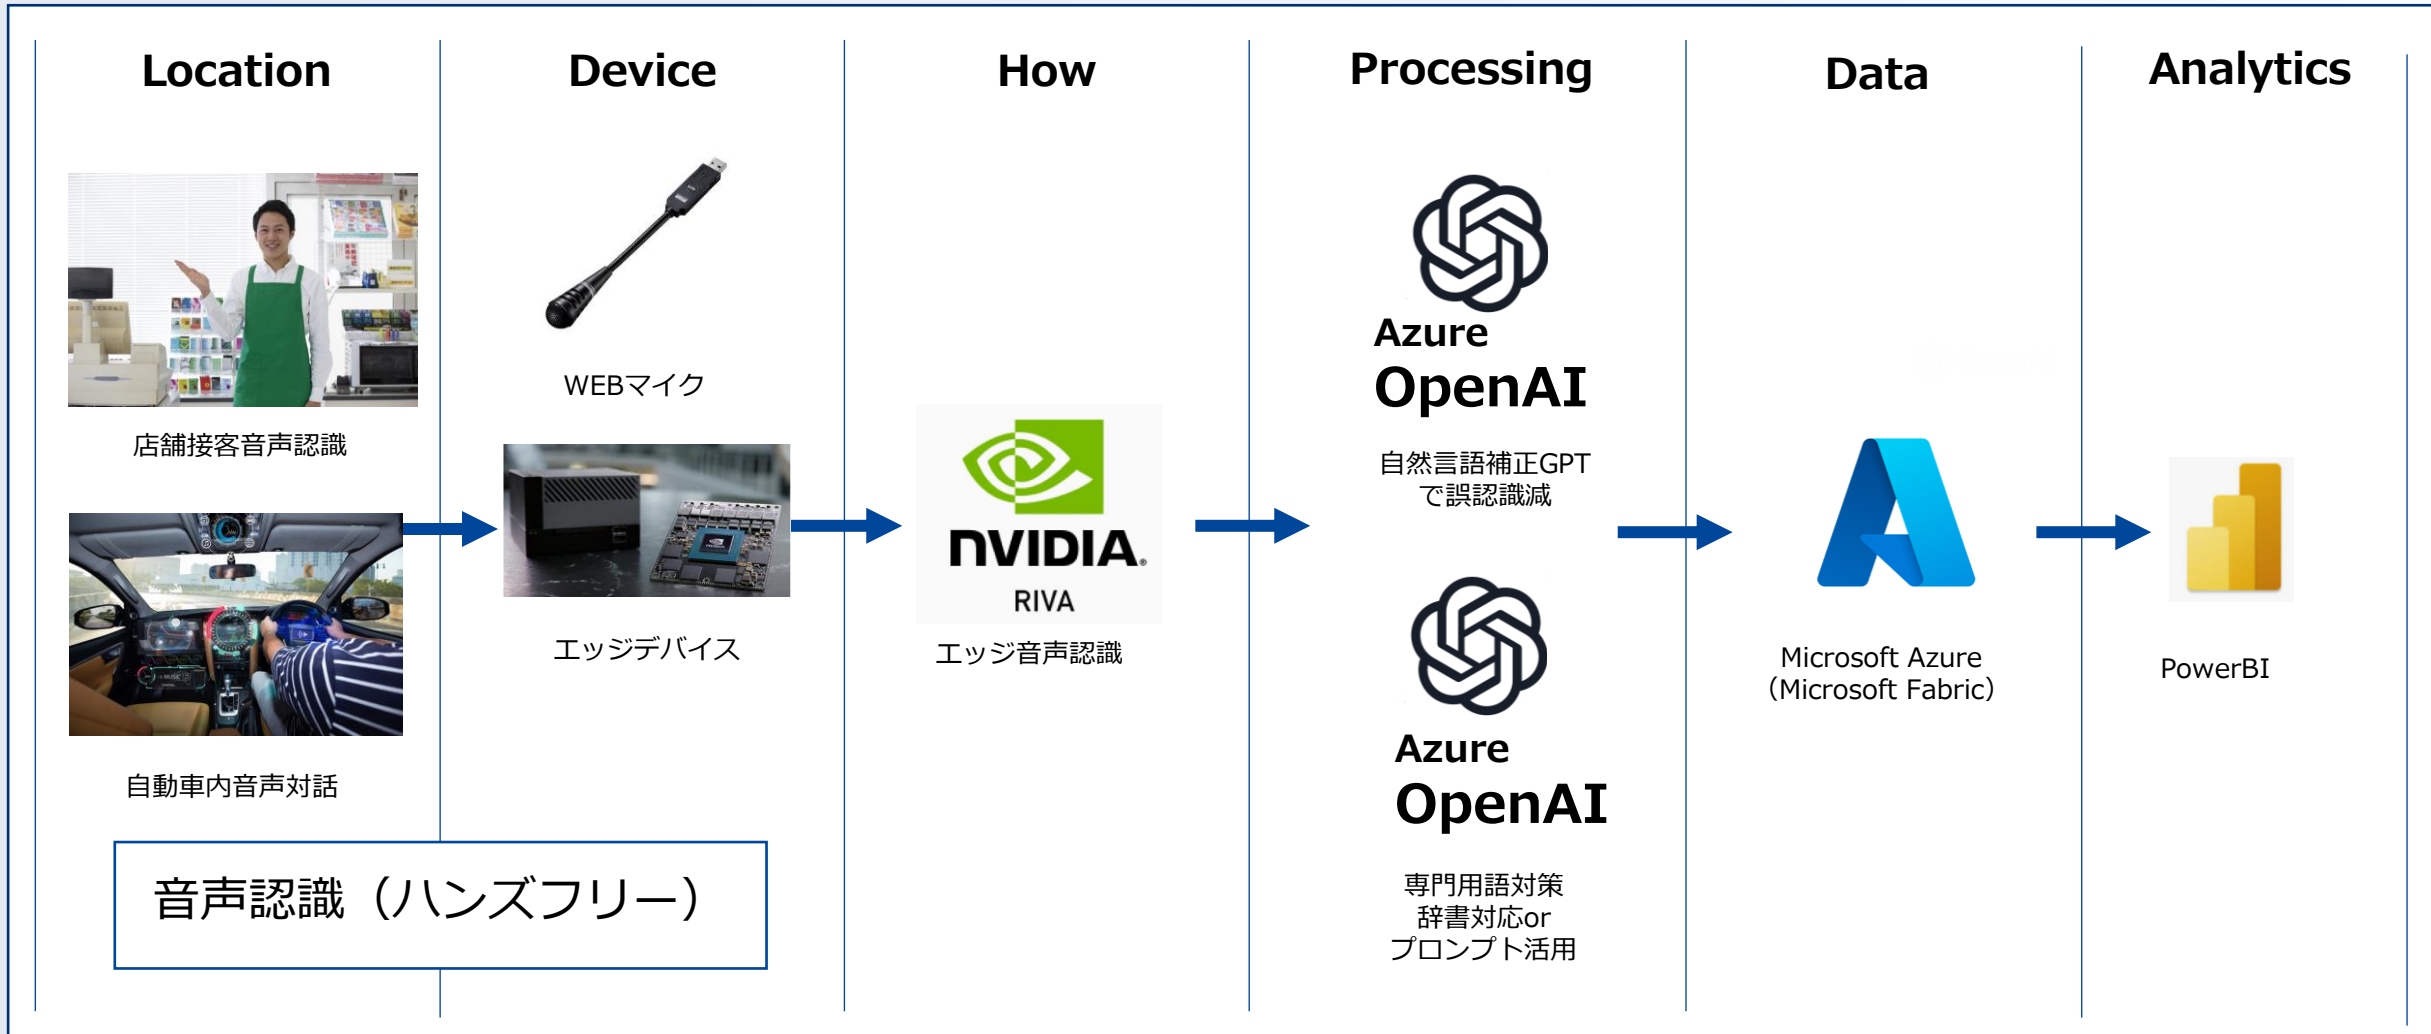 Location
Device
How
Processing
Data
Analytics
店舗接客音声認識
自動車内音声対話
音声認識（ハンズフリー）
WEBマイク
エッジデバイス
NVIDIA.
RIVA
エッジ音声認識
Azure
OpenAI
自然言語補正GPT
で誤認識減
Azure
OpenAI
専門用語対策
辞書対応or
プロンプト活用
Microsoft Azure
（Microsoft Fabric）
PowerBI